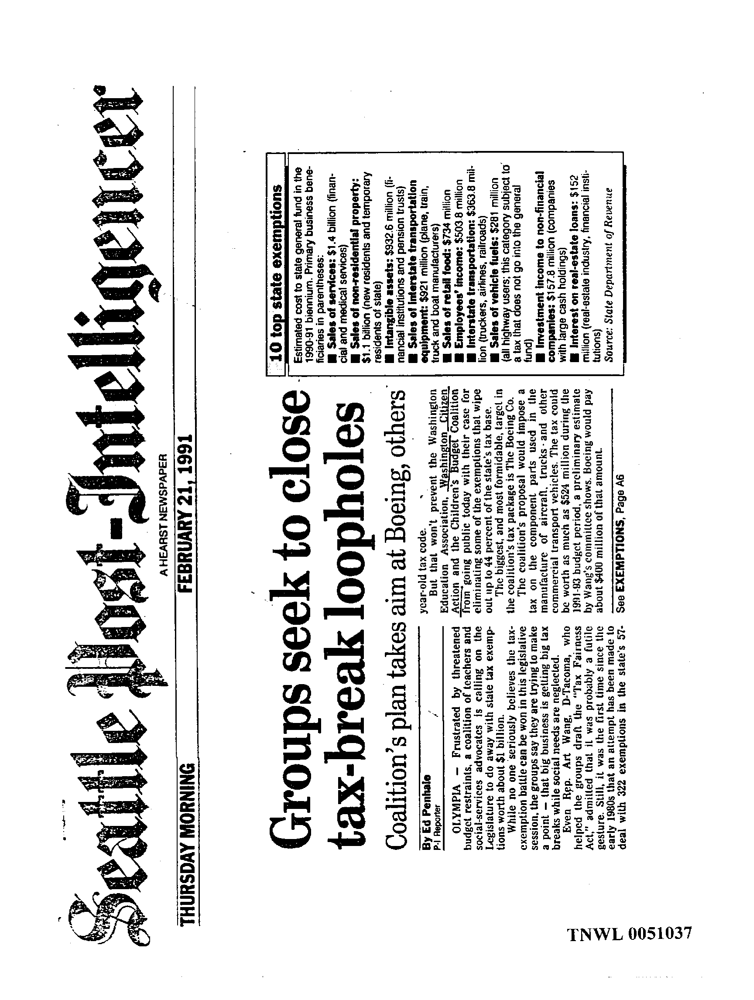 Seattle Post-Intelligencer
A HEARST NEWSPAPER
THURSDAY MORNING
FEBRUARY 21, 1991
Groups seek to close
tax-break loopholes
Coalition's plan takes aim at Boeing, others
By Ed Penhale
P-I Reporter
OLYMPIA — Frustrated by threatened
budget restraints, a coalition of teachers and
social-services advocates is calling on the
Legislature to do away with state tax exemp-
tions worth about $1 billion.
While no one seriously believes the tax-
exemption battle can be won in this legislative
session, the groups say they are trying to make
a point — that big business is getting big tax
breaks while social needs are neglected.
Even Rep. Art Wang, D-Tacoma, who
helped the groups draft the "Tax Fairness
Act," admitted that it was probably a futile
gesture. Still, it was the first time since the
early 1980s that an attempt has been made to
deal with 322 exemptions in the state's 57-
year-old tax code.
But that won't prevent the Washington
Education Association, Washington Citizen
Action and the Children's Budget Coalition
from going public today with their case for
eliminating some of the exemptions that wipe
out up to 44 percent of the state's tax base.
The biggest, and most formidable, target in
the coalition's tax package is The Boeing Co.
The coalition's proposal would impose a
tax on the component parts used in the
manufacture of aircraft, trucks and other
commercial transport vehicles. The tax could
be worth as much as $524 million during the
1991-93 budget period, a preliminary estimate
by Wang's committee shows. Boeing would pay
about $400 million of that amount.
See EXEMPTIONS, Page A6
10 top state exemptions
Estimated cost to state general fund in the
1990-91 biennium. Primary business bene-
ficiaries in parentheses:
■ Sales of services: $1.4 billion (finan-
cial and medical services)
■ Sales of non-residential property:
$1.1 billion (new residents and temporary
residents of state)
■ Intangible assets: $932.6 million (fi-
nancial institutions and pension trusts)
■ Sales of interstate transportation
equipment: $921 million (plane, train,
truck and boat manufacturers)
■ Sales of retail food: $734 million
■ Employees' income: $503.8 million
■ Interstate transportation: $363.8 mil-
lion (truckers, airlines, railroads)
■ Sales of vehicle fuels: $281 million
(all highway users; this category subject to
a tax that does not go into the general
fund)
■ Investment income to non-financial
companies: $157.8 million (companies
with large cash holdings)
■ Interest on real-estate loans: $152
million (real-estate industry, financial insti-
tutions)
Source: State Department of Revenue
TNWL 0051037